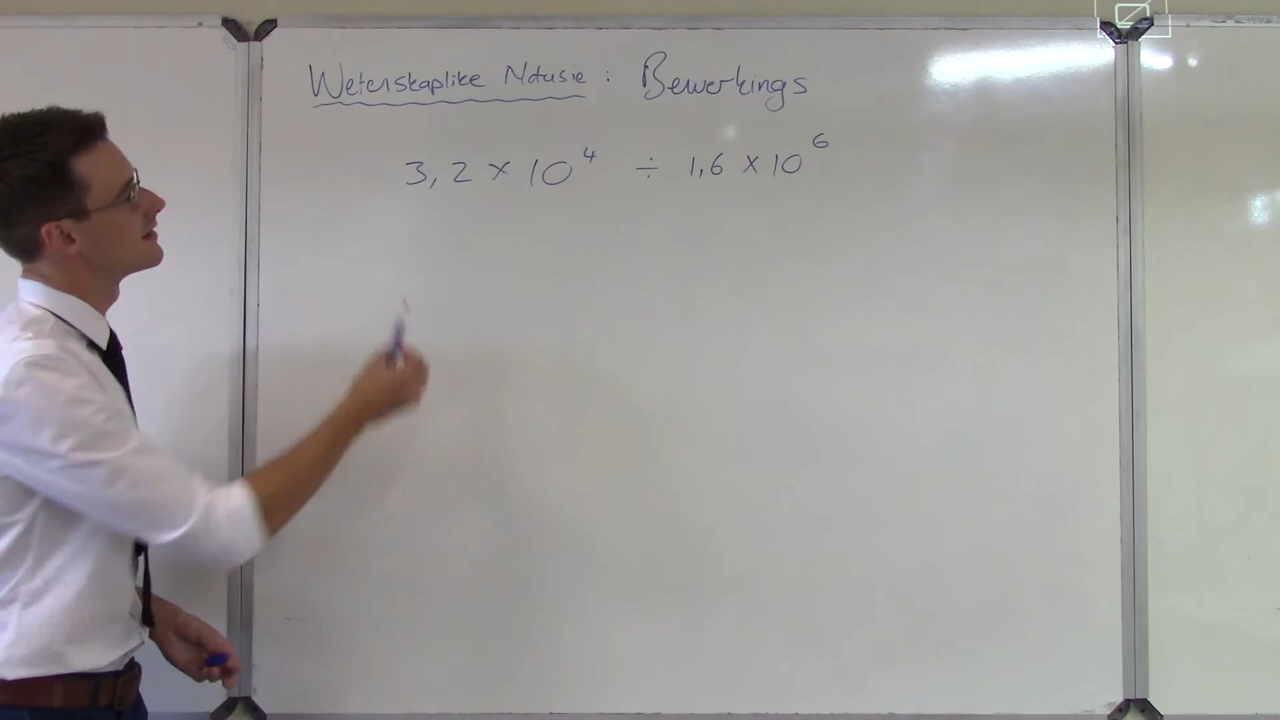 Wetenskaplike Notasie : Bewerkings
3,2 × 10⁴ ÷ 1,6 × 10⁶